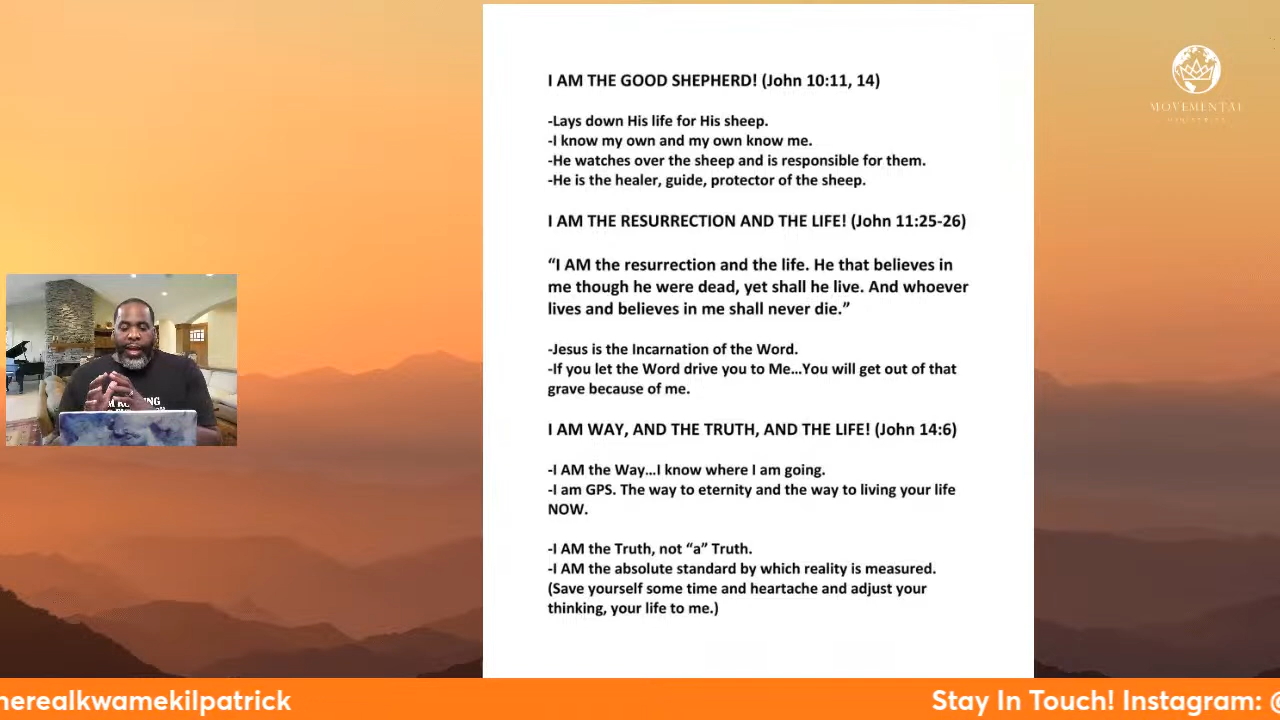 I AM THE GOOD SHEPHERD! (John 10:11, 14)
-Lays down His life for His sheep.
-I know my own and my own know me.
-He watches over the sheep and is responsible for them.
-He is the healer, guide, protector of the sheep.
I AM THE RESURRECTION AND THE LIFE! (John 11:25-26)
“I AM the resurrection and the life. He that believes in
me though he were dead, yet shall he live. And whoever
lives and believes in me shall never die.”
-Jesus is the Incarnation of the Word.
-If you let the Word drive you to Me…You will get out of that
grave because of me.
I AM WAY, AND THE TRUTH, AND THE LIFE! (John 14:6)
-I AM the Way…I know where I am going.
-I am GPS. The way to eternity and the way to living your life
NOW.
-I AM the Truth, not “a” Truth.
-I AM the absolute standard by which reality is measured.
(Save yourself some time and heartache and adjust your
thinking, your life to me.)
MOVEMENTAL
MINISTRIES
herealkwamekilpatrick
Stay In Touch! Instagram: @